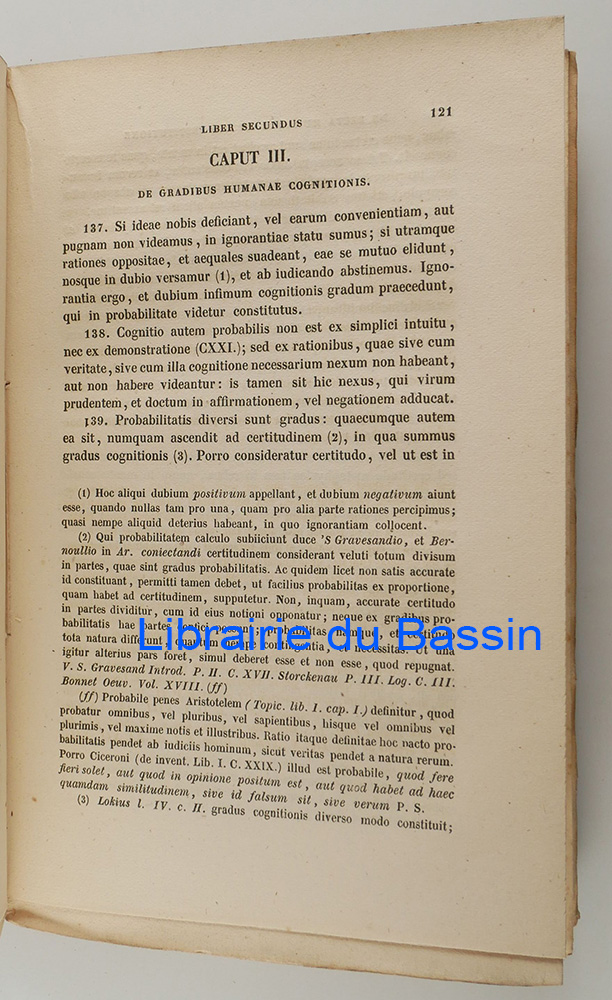 121
LIBER SECUNDUS
CAPUT III.
DE GRADIBUS HUMANAE COGNITIONIS.
137. Si ideae nobis deficiant, vel earum convenientiam, aut
pugnam non videamus, in ignorantiae statu sumus; si utramque
rationes oppositae, et aequales suadeant, eae se mutuo elidunt,
nosque in dubio versamur (1), et ab iudicando abstinemus. Igno-
rantia ergo, et dubium infimum cognitionis gradum praecedunt,
qui in probabilitate videtur constitutus.
138. Cognitio autem probabilis non est ex simplici intuitu,
nec ex demonstratione (CXXI.); sed ex rationibus, quae sive cum
veritate, sive cum illa cognitione necessarium nexum non habeant,
aut non habere videantur: is tamen sit hic nexus, qui virum
prudentem, et doctum in affirmationem, vel negationem adducat.
139. Probabilitatis diversi sunt gradus: quaecumque autem
ea sit, numquam ascendit ad certitudinem (2), in qua summus
gradus cognitionis (3). Porro consideratur certitudo, vel ut est in
(1) Hoc aliqui dubium positivum appellant, et dubium negativum aiunt
esse, quando nullas tam pro una, quam pro alia parte rationes percipimus;
quasi nempe aliquid deterius habeant, in quo ignorantiam collocent.
(2) Qui probabilitatem calculo subiiciunt duce 'S Gravesandio, et Ber-
noullio in Ar. coniectandi certitudinem considerant veluti totum divisum
in partes, quae sint gradus probabilitatis. Ac quidem licet non satis accurate
id constituant, permitti tamen debet, ut facilius probabilitas ex proportione,
quam habet ad certitudinem, supputetur. Non, inquam, accurate certitudo
in partes dividitur, cum id eius notioni opponatur; neque ex gradibus pro-
babilitatis hae partes probabilitas namque, et certitudo
tota natura differunt, quantum nempe contingentia, et necessitas. Ut una
igitur alterius pars foret, simul deberet esse et non esse, quod repugnat.
V. S. Gravesand Introd. P. II. C. XVII. Storckenau P. III. Log. C. III.
Bonnet Oeuv. Vol. XVIII. (ff)
(ff) Probabile penes Aristotelem (Topic. lib. I. cap. I.) definitur, quod
probatur omnibus, vel pluribus, vel sapientibus, hisque vel omnibus vel
plurimis, vel maxime notis et illustribus. Ratio itaque definitae hoc pacto pro-
babilitatis pendet ab iudiciis hominum, sicut veritas pendet a natura rerum.
Porro Ciceroni (de invent. Lib. I. C. XXIX.) illud est probabile, quod fere
fieri solet, aut quod in opinione positum est, aut quod habet ad haec
quamdam similitudinem, sive id falsum sit, sive verum P. S.
(3) Lokius l. IV. c. II. gradus cognitionis diverso modo constituit;
Librairie du Bassin